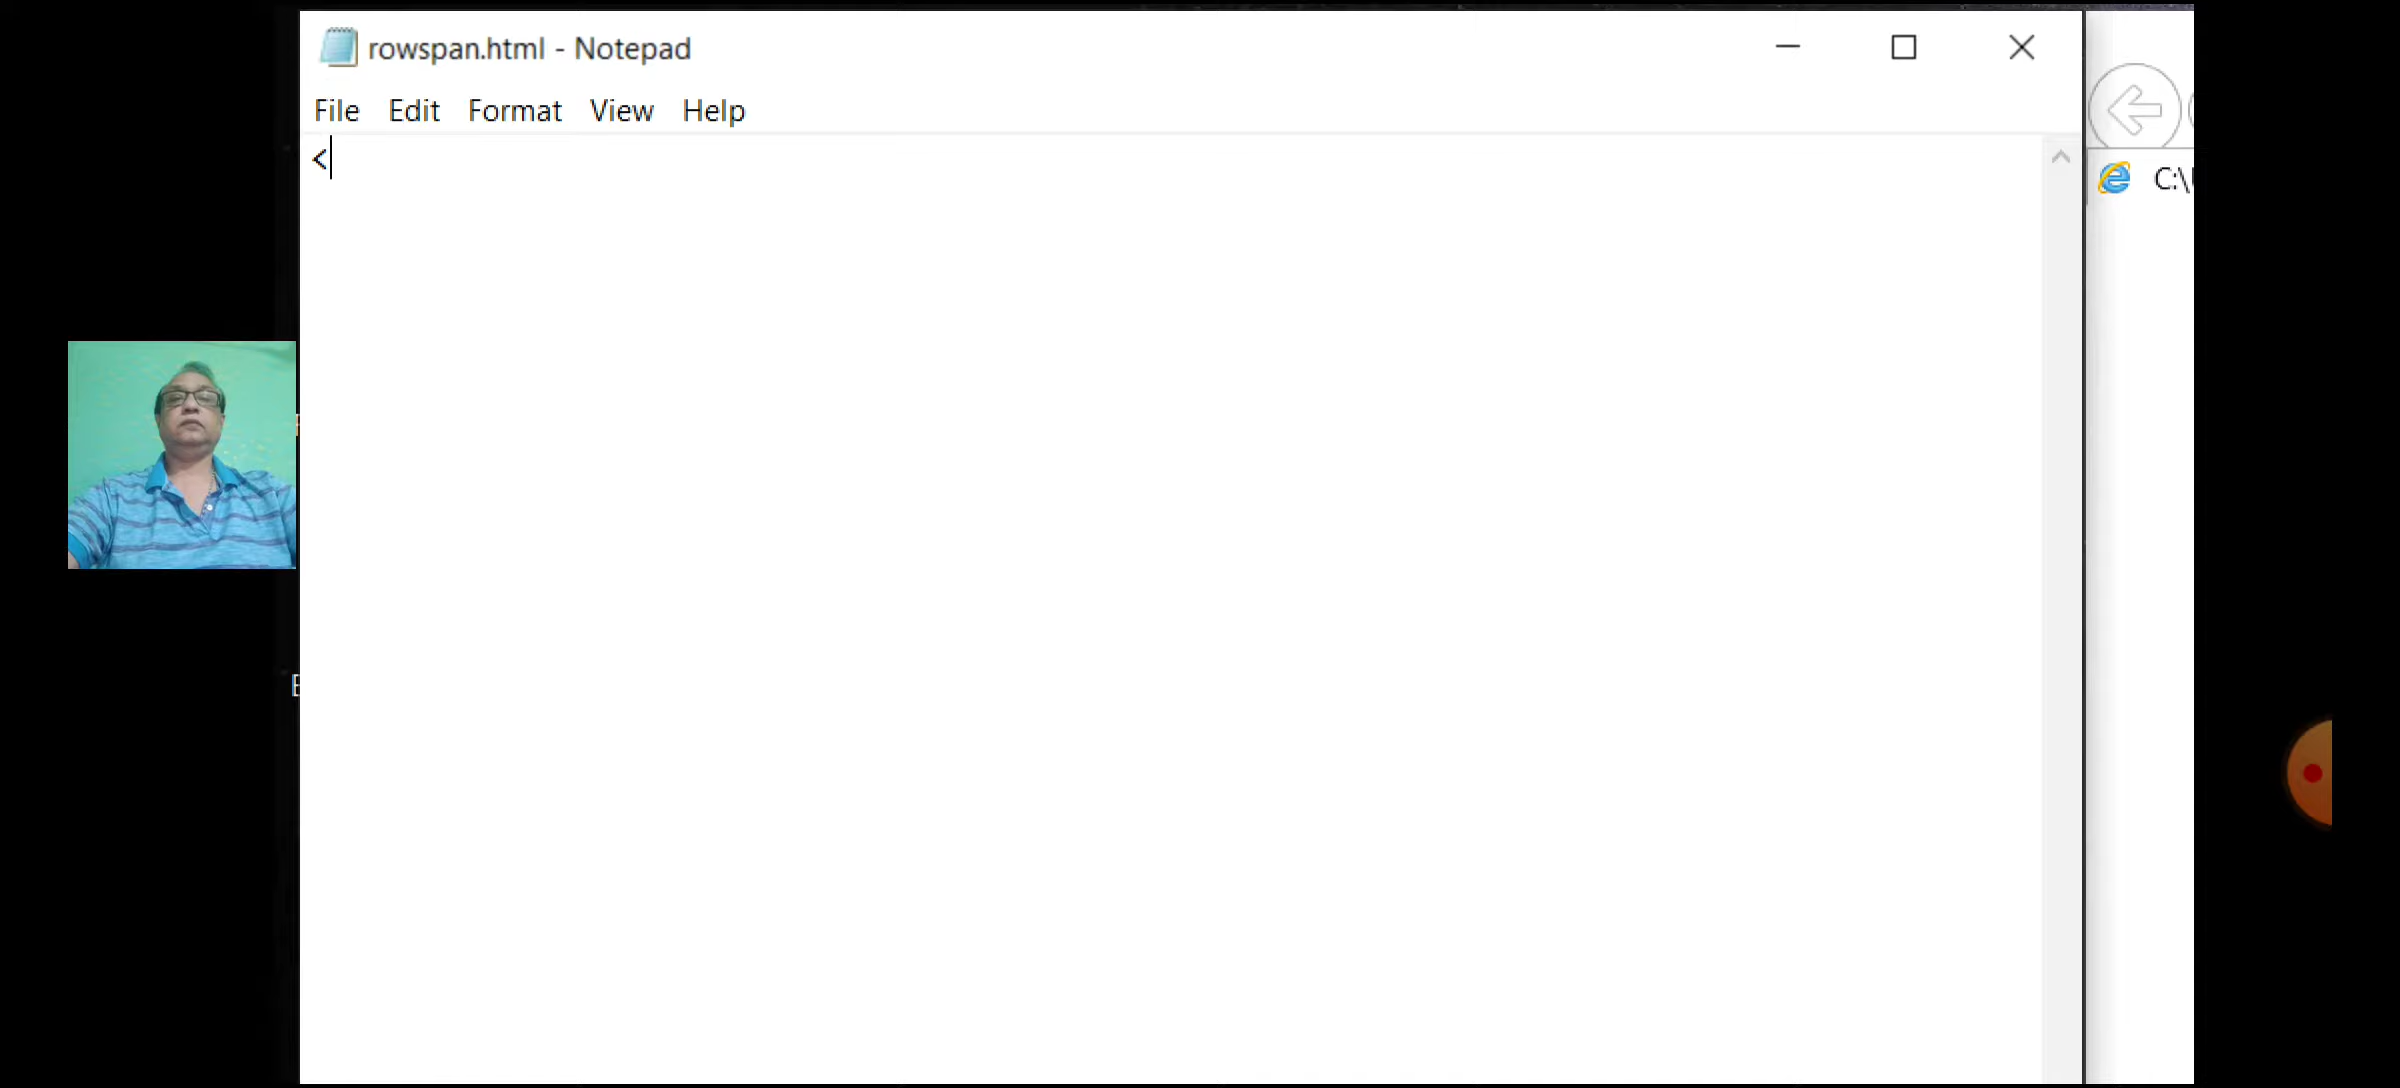 rowspan.html - Notepad
File Edit Format View Help
<
C:\